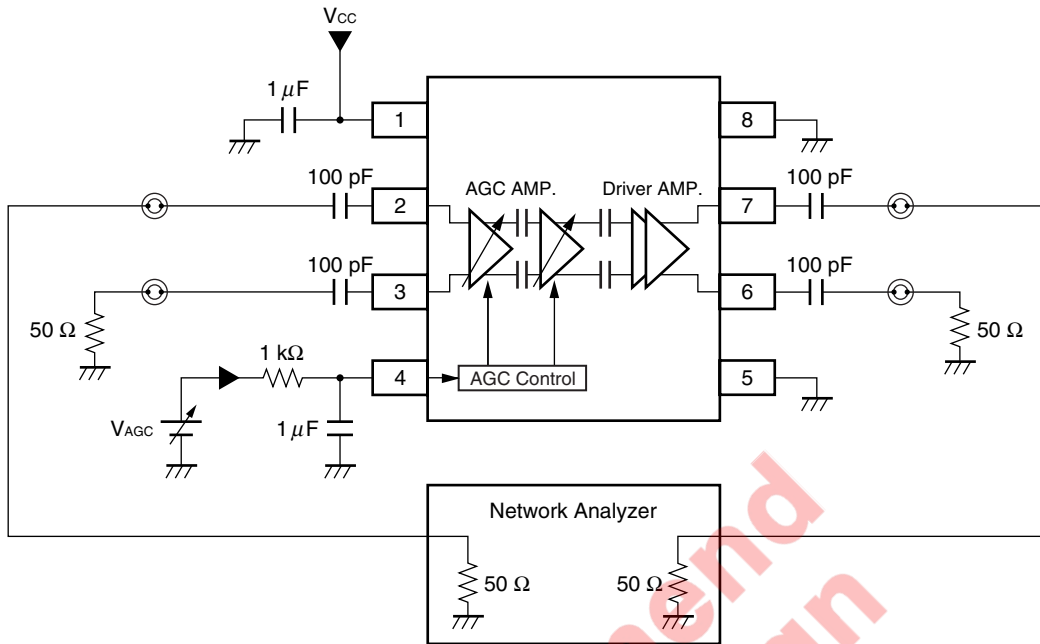 VCC
1 μF
1
8
100 pF
2
AGC AMP.
Driver AMP.
7
100 pF
100 pF
3
6
100 pF
50 Ω
50 Ω
1 kΩ
4
AGC Control
5
VAGC
1 μF
Network Analyzer
50 Ω
50 Ω
mend